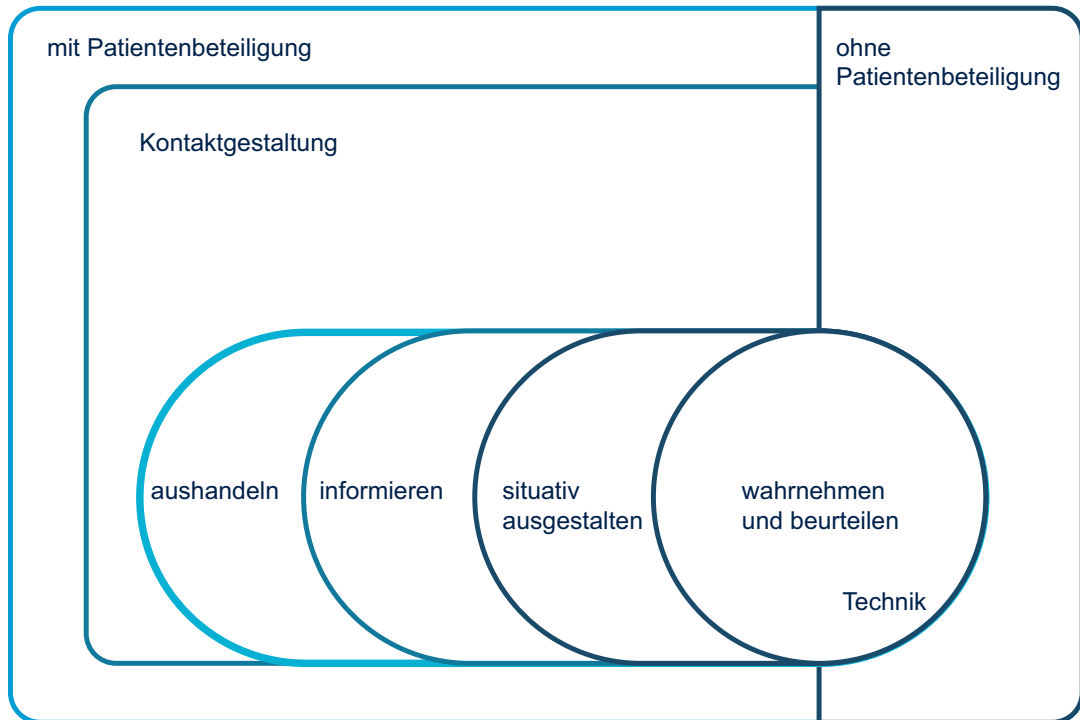 mit Patientenbeteiligung
ohne
Patientenbeteiligung
Kontaktgestaltung
aushandeln
informieren
situativ
ausgestalten
wahrnehmen
und beurteilen
Technik